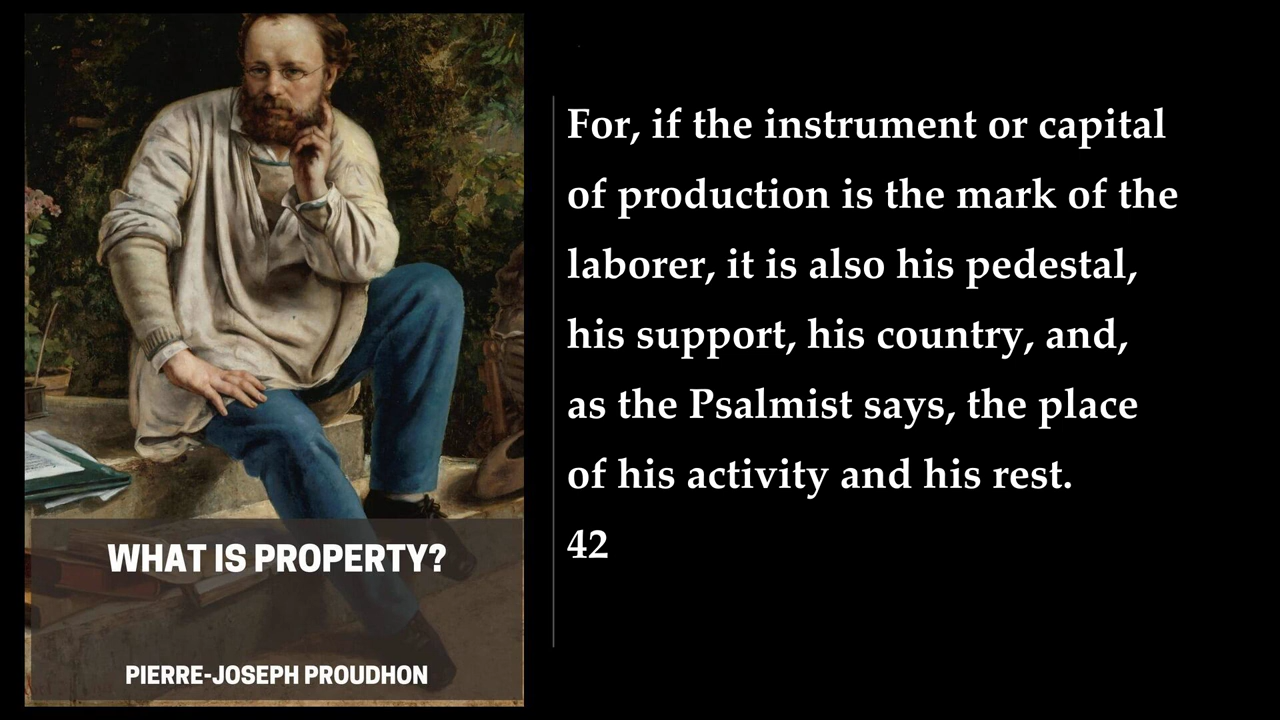 WHAT IS PROPERTY?
PIERRE-JOSEPH PROUDHON
For, if the instrument or capital
of production is the mark of the
laborer, it is also his pedestal,
his support, his country, and,
as the Psalmist says, the place
of his activity and his rest.
42